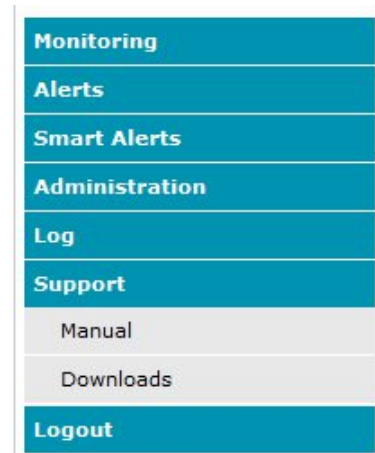 Monitoring
Alerts
Smart Alerts
Administration
Log
Support
Manual
Downloads
Logout